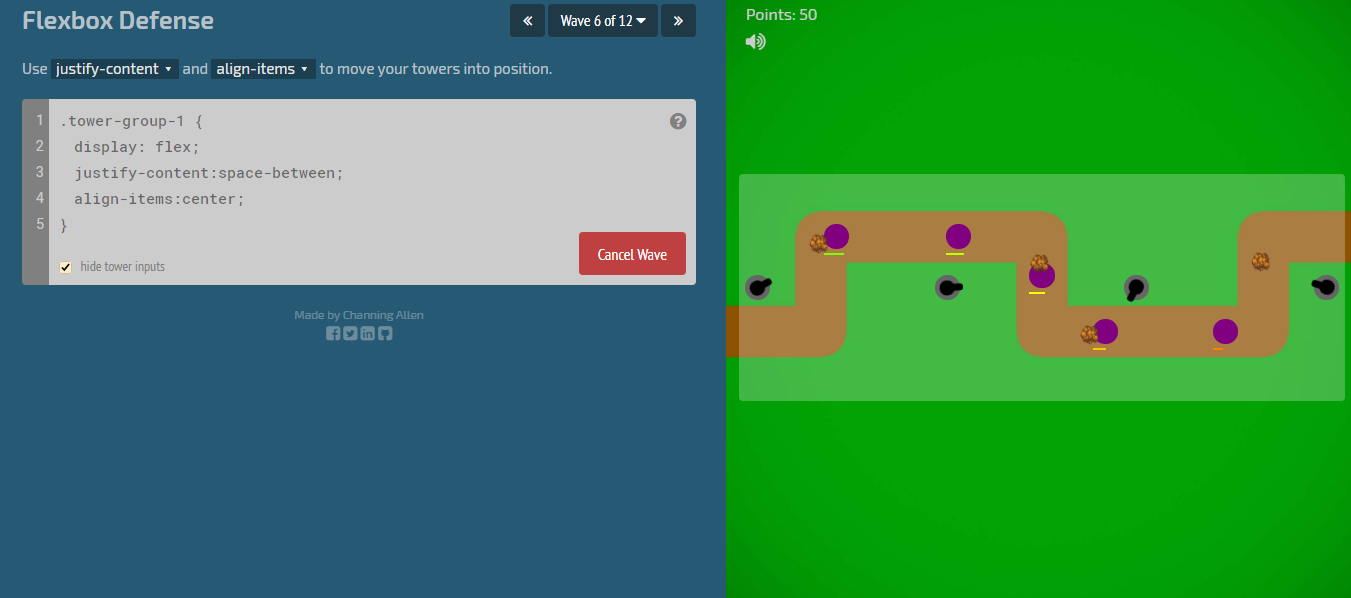 Flexbox Defense
«
Wave 6 of 12
»
Use justify-content and align-items to move your towers into position.
1 .tower-group-1 {
2 display: flex;
3 justify-content:space-between;
4 align-items:center;
5 }
?
Cancel Wave
hide tower inputs
Made by Channing Allen
Points: 50